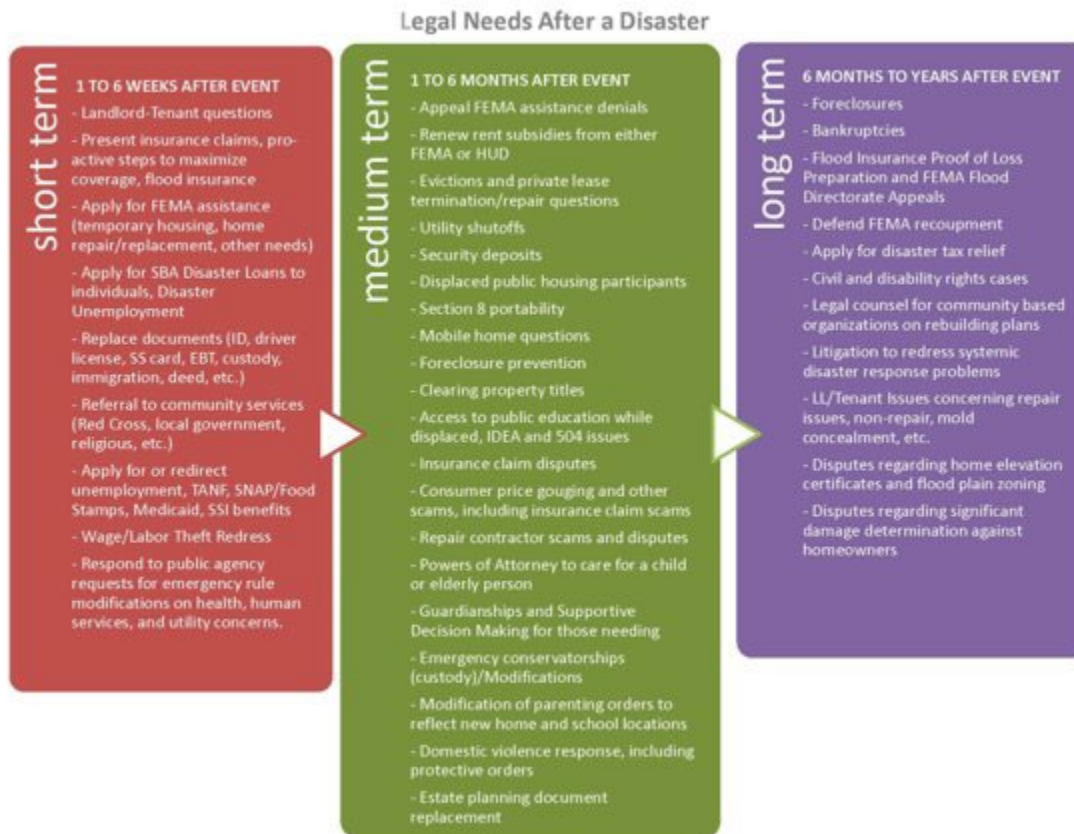 Legal Needs After a Disaster
short term
1 TO 6 WEEKS AFTER EVENT
- Landlord-Tenant questions
- Present insurance claims, pro-
active steps to maximize
coverage, flood insurance
- Apply for FEMA assistance
(temporary housing, home
repair/replacement, other needs)
- Apply for SBA Disaster Loans to
individuals, Disaster
Unemployment
- Replace documents (ID, driver
license, SS card, EBT, custody,
immigration, deed, etc.)
- Referral to community services
(Red Cross, local government,
religious, etc.)
- Apply for or redirect
unemployment, TANF, SNAP/Food
Stamps, Medicaid, SSI benefits
- Wage/Labor Theft Redress
- Respond to public agency
requests for emergency rule
modifications on health, human
services, and utility concerns.
medium term
1 TO 6 MONTHS AFTER EVENT
- Appeal FEMA assistance denials
- Renew rent subsidies from either
FEMA or HUD
- Evictions and private lease
termination/repair questions
- Utility shutoffs
- Security deposits
- Displaced public housing participants
- Section 8 portability
- Mobile home questions
- Foreclosure prevention
- Clearing property titles
- Access to public education while
displaced, IDEA and 504 issues
- Insurance claim disputes
- Consumer price gouging and other
scams, including insurance claim scams
- Repair contractor scams and disputes
- Powers of Attorney to care for a child
or elderly person
- Guardianships and Supportive
Decision Making for those needing
- Emergency conservatorships
(custody)/Modifications
- Modification of parenting orders to
reflect new home and school locations
- Domestic violence response, including
protective orders
- Estate planning document
replacement
long term
6 MONTHS TO YEARS AFTER EVENT
- Foreclosures
- Bankruptcies
- Flood Insurance Proof of Loss
Preparation and FEMA Flood
Directorate Appeals
- Defend FEMA recoupment
- Apply for disaster tax relief
- Civil and disability rights cases
- Legal counsel for community based
organizations on rebuilding plans
- Litigation to redress systemic
disaster response problems
- LL/Tenant Issues concerning repair
issues, non-repair, mold
concealment, etc.
- Disputes regarding home elevation
certificates and flood plain zoning
- Disputes regarding significant
damage determination against
homeowners